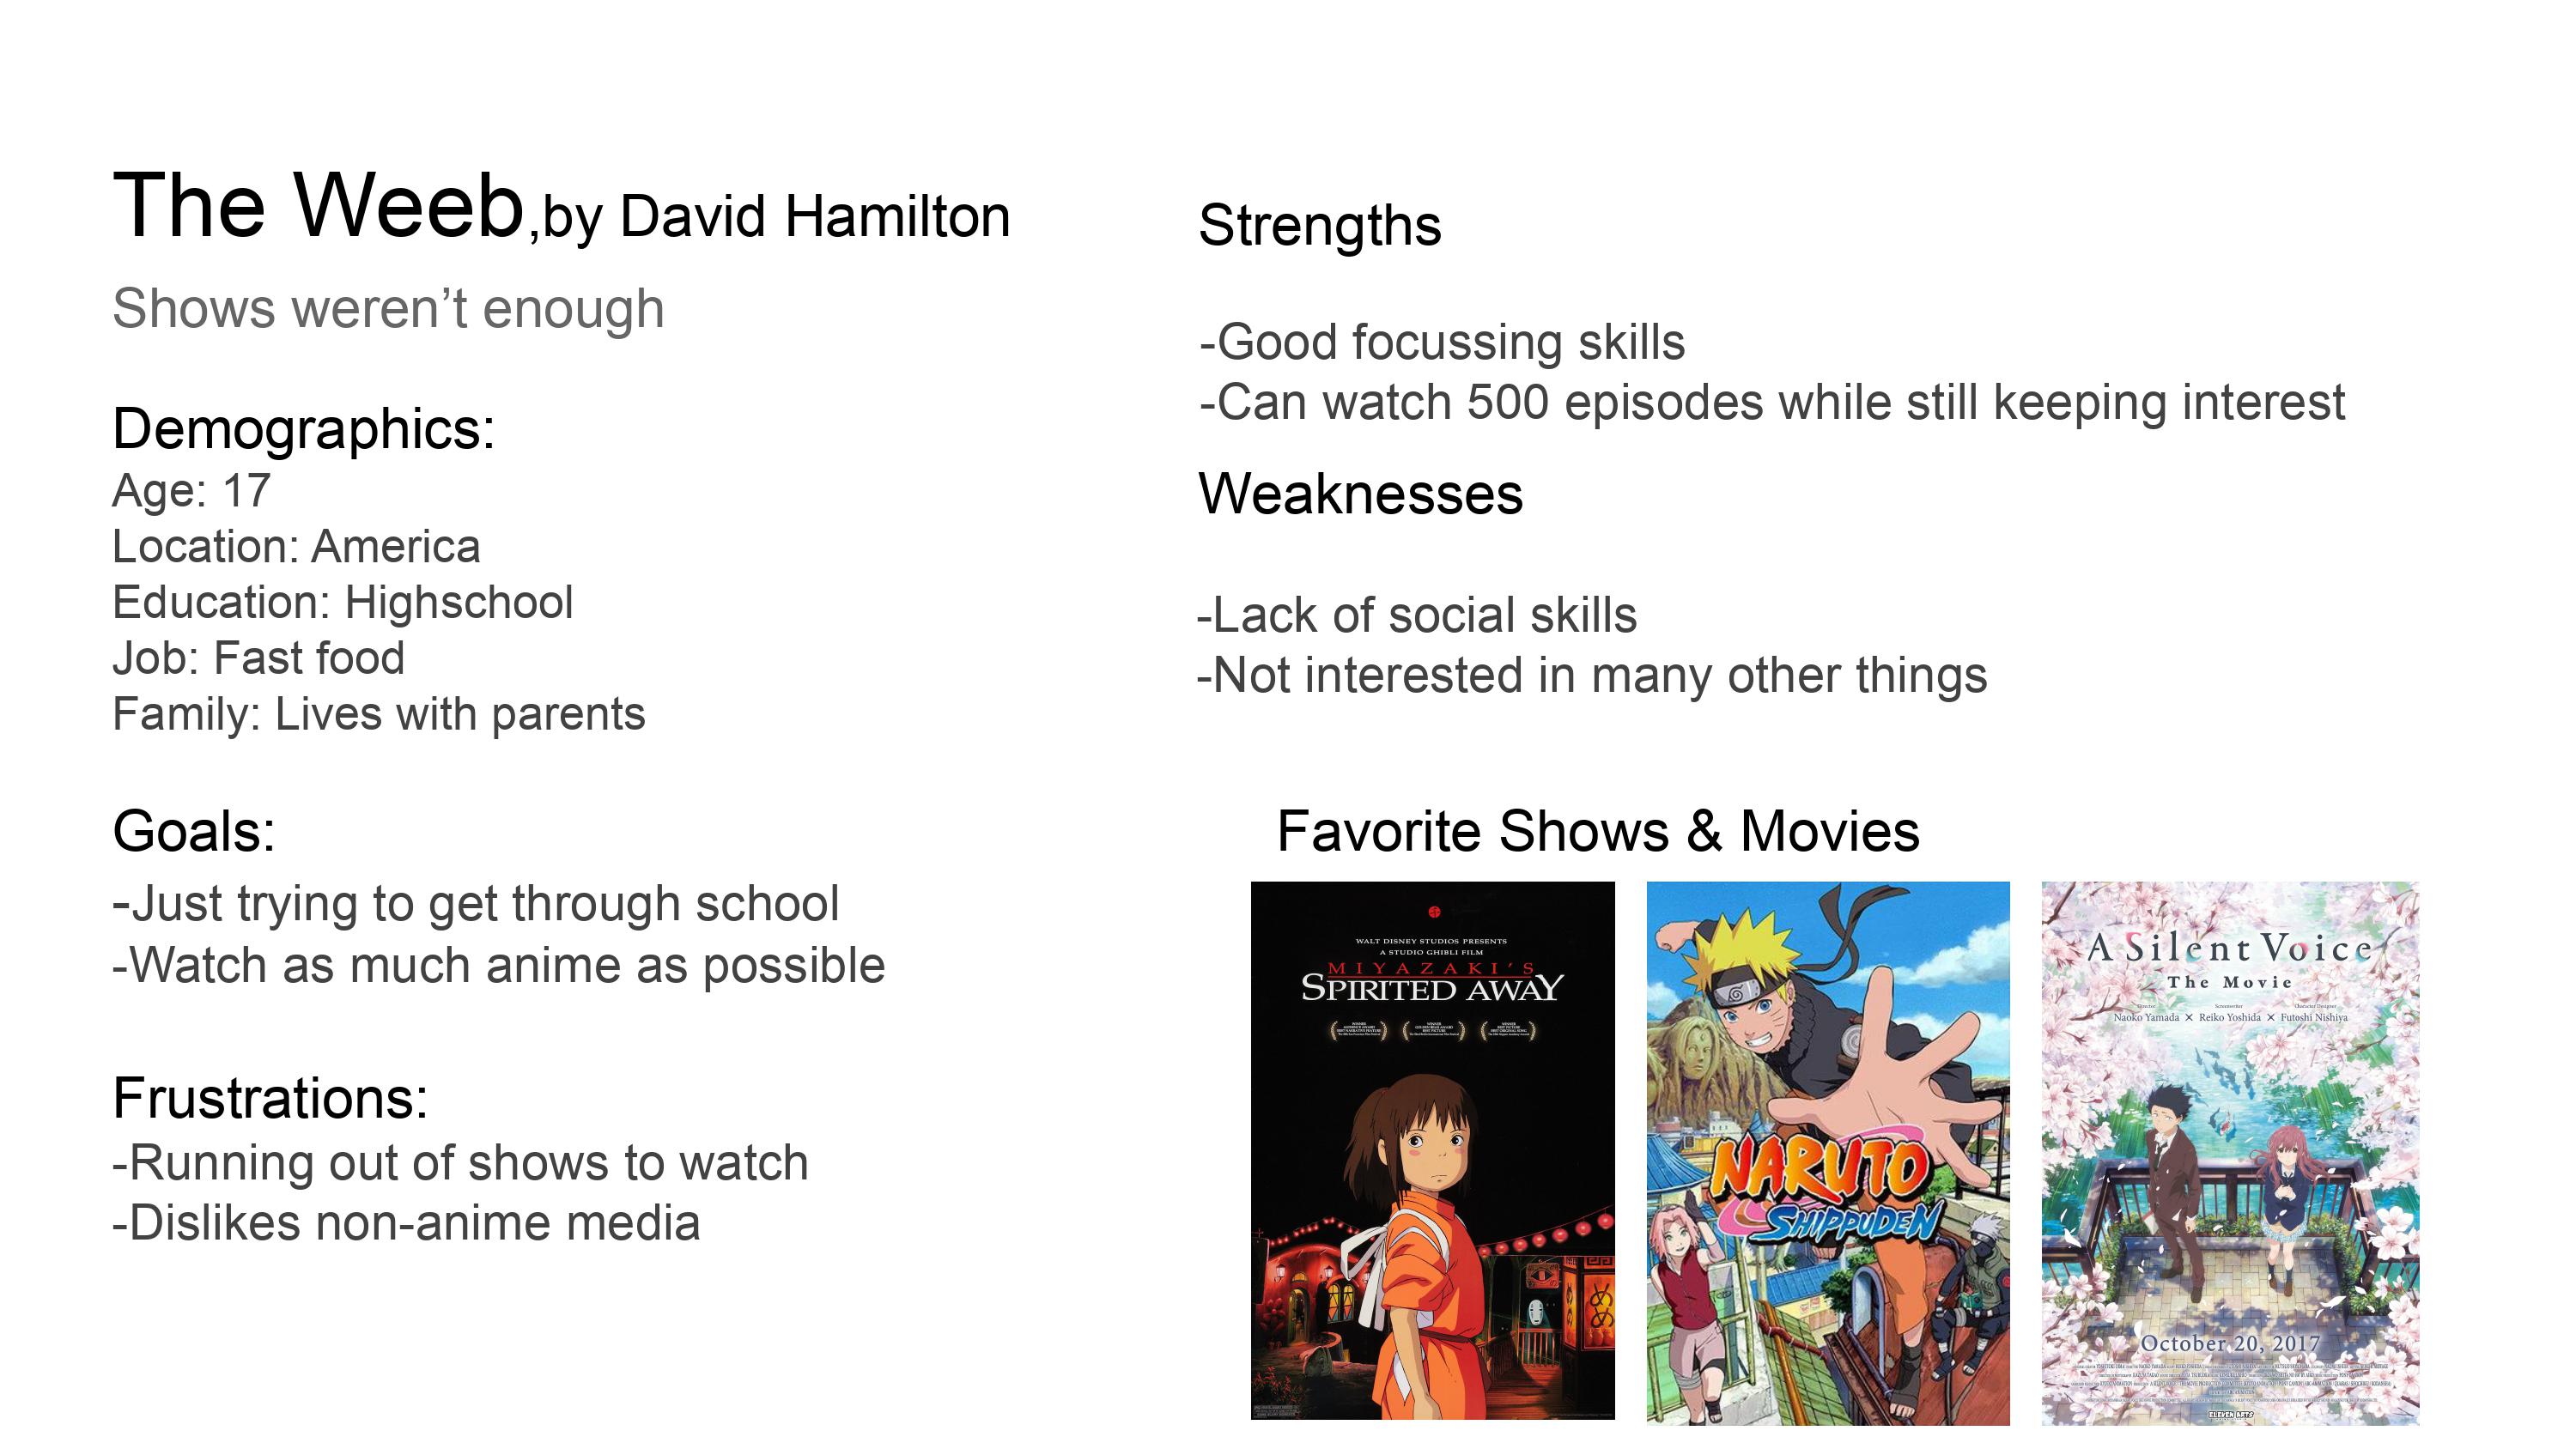 The Weeb,by David Hamilton
Shows weren’t enough
Demographics:
Age: 17
Location: America
Education: Highschool
Job: Fast food
Family: Lives with parents
Goals:
-Just trying to get through school
-Watch as much anime as possible
Frustrations:
-Running out of shows to watch
-Dislikes non-anime media
Strengths
-Good focussing skills
-Can watch 500 episodes while still keeping interest
Weaknesses
-Lack of social skills
-Not interested in many other things
Favorite Shows & Movies
WALT DISNEY STUDIOS PRESENTS
A STUDIO GHIBLI FILM
MIYAZAKI'S
SPIRITED AWAY
NARUTO
SHIPPUDEN
A Silent Voice
The Movie
Naoko Yamada × Reiko Yoshida × Futoshi Nishiya
October 20, 2017
ELEVEN ARTS